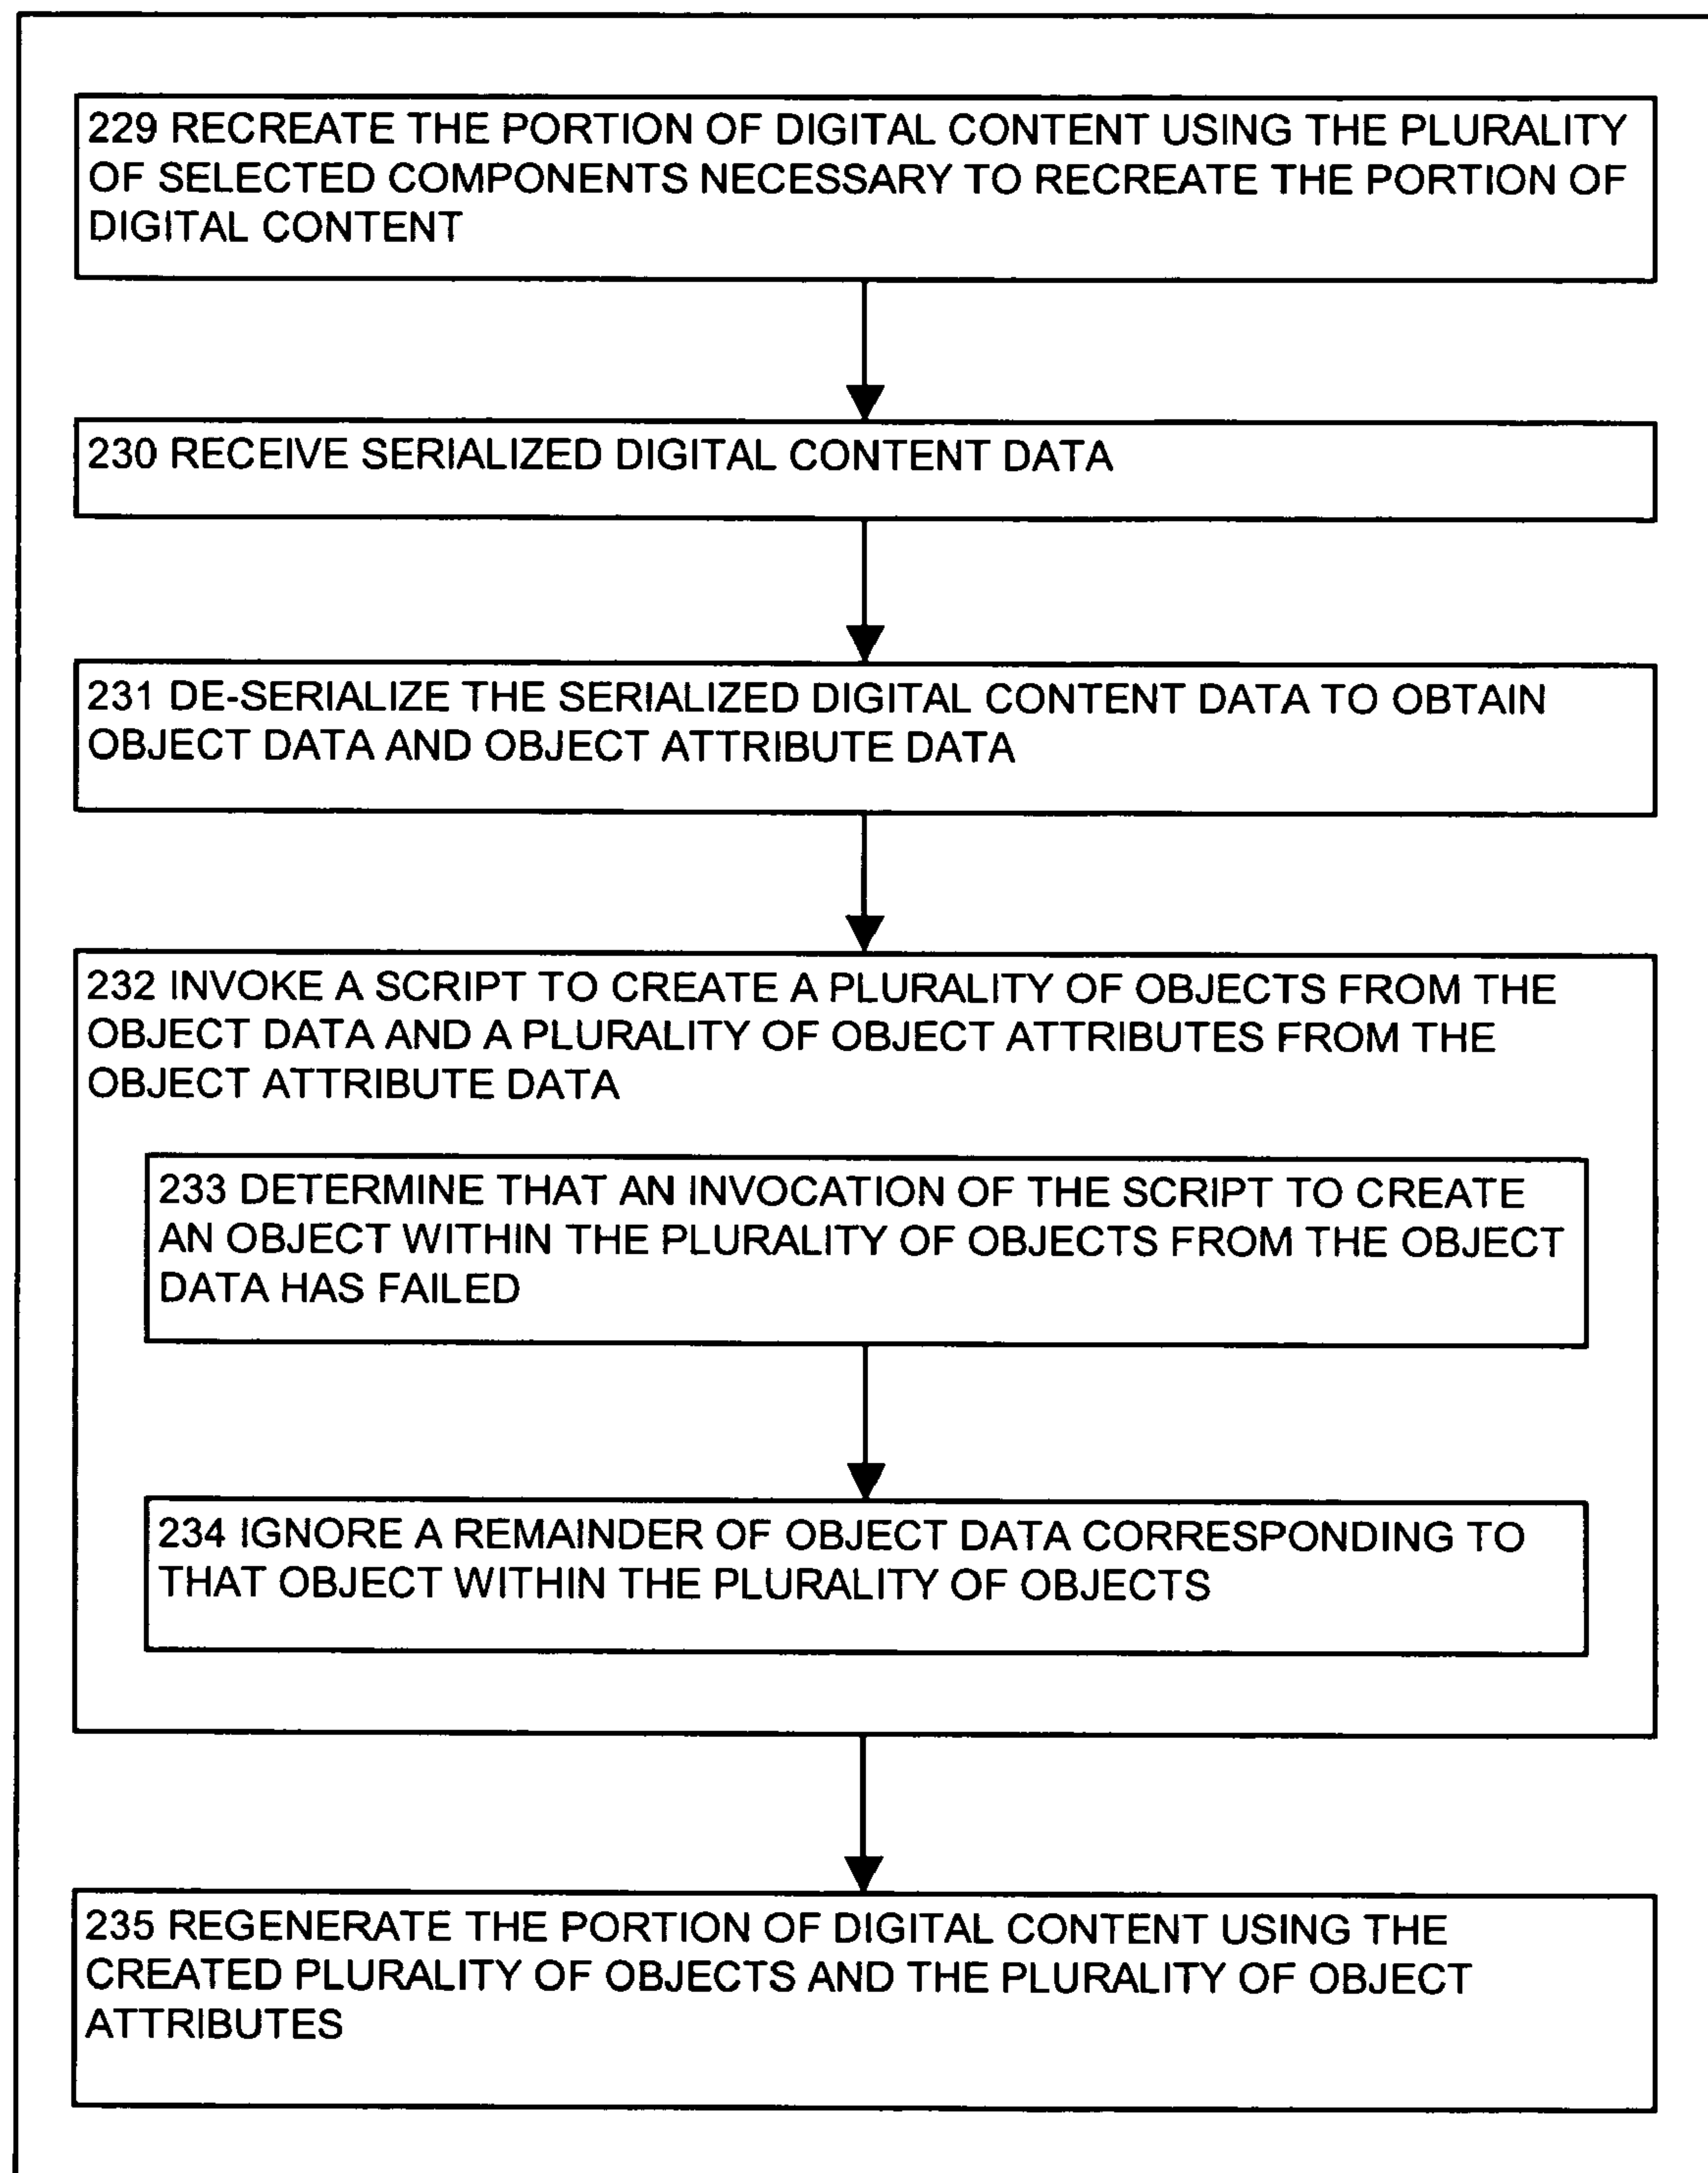 229 RECREATE THE PORTION OF DIGITAL CONTENT USING THE PLURALITY
OF SELECTED COMPONENTS NECESSARY TO RECREATE THE PORTION OF
DIGITAL CONTENT
230 RECEIVE SERIALIZED DIGITAL CONTENT DATA
231 DE-SERIALIZE THE SERIALIZED DIGITAL CONTENT DATA TO OBTAIN
OBJECT DATA AND OBJECT ATTRIBUTE DATA
232 INVOKE A SCRIPT TO CREATE A PLURALITY OF OBJECTS FROM THE
OBJECT DATA AND A PLURALITY OF OBJECT ATTRIBUTES FROM THE
OBJECT ATTRIBUTE DATA
233 DETERMINE THAT AN INVOCATION OF THE SCRIPT TO CREATE
AN OBJECT WITHIN THE PLURALITY OF OBJECTS FROM THE OBJECT
DATA HAS FAILED
234 IGNORE A REMAINDER OF OBJECT DATA CORRESPONDING TO
THAT OBJECT WITHIN THE PLURALITY OF OBJECTS
235 REGENERATE THE PORTION OF DIGITAL CONTENT USING THE
CREATED PLURALITY OF OBJECTS AND THE PLURALITY OF OBJECT
ATTRIBUTES